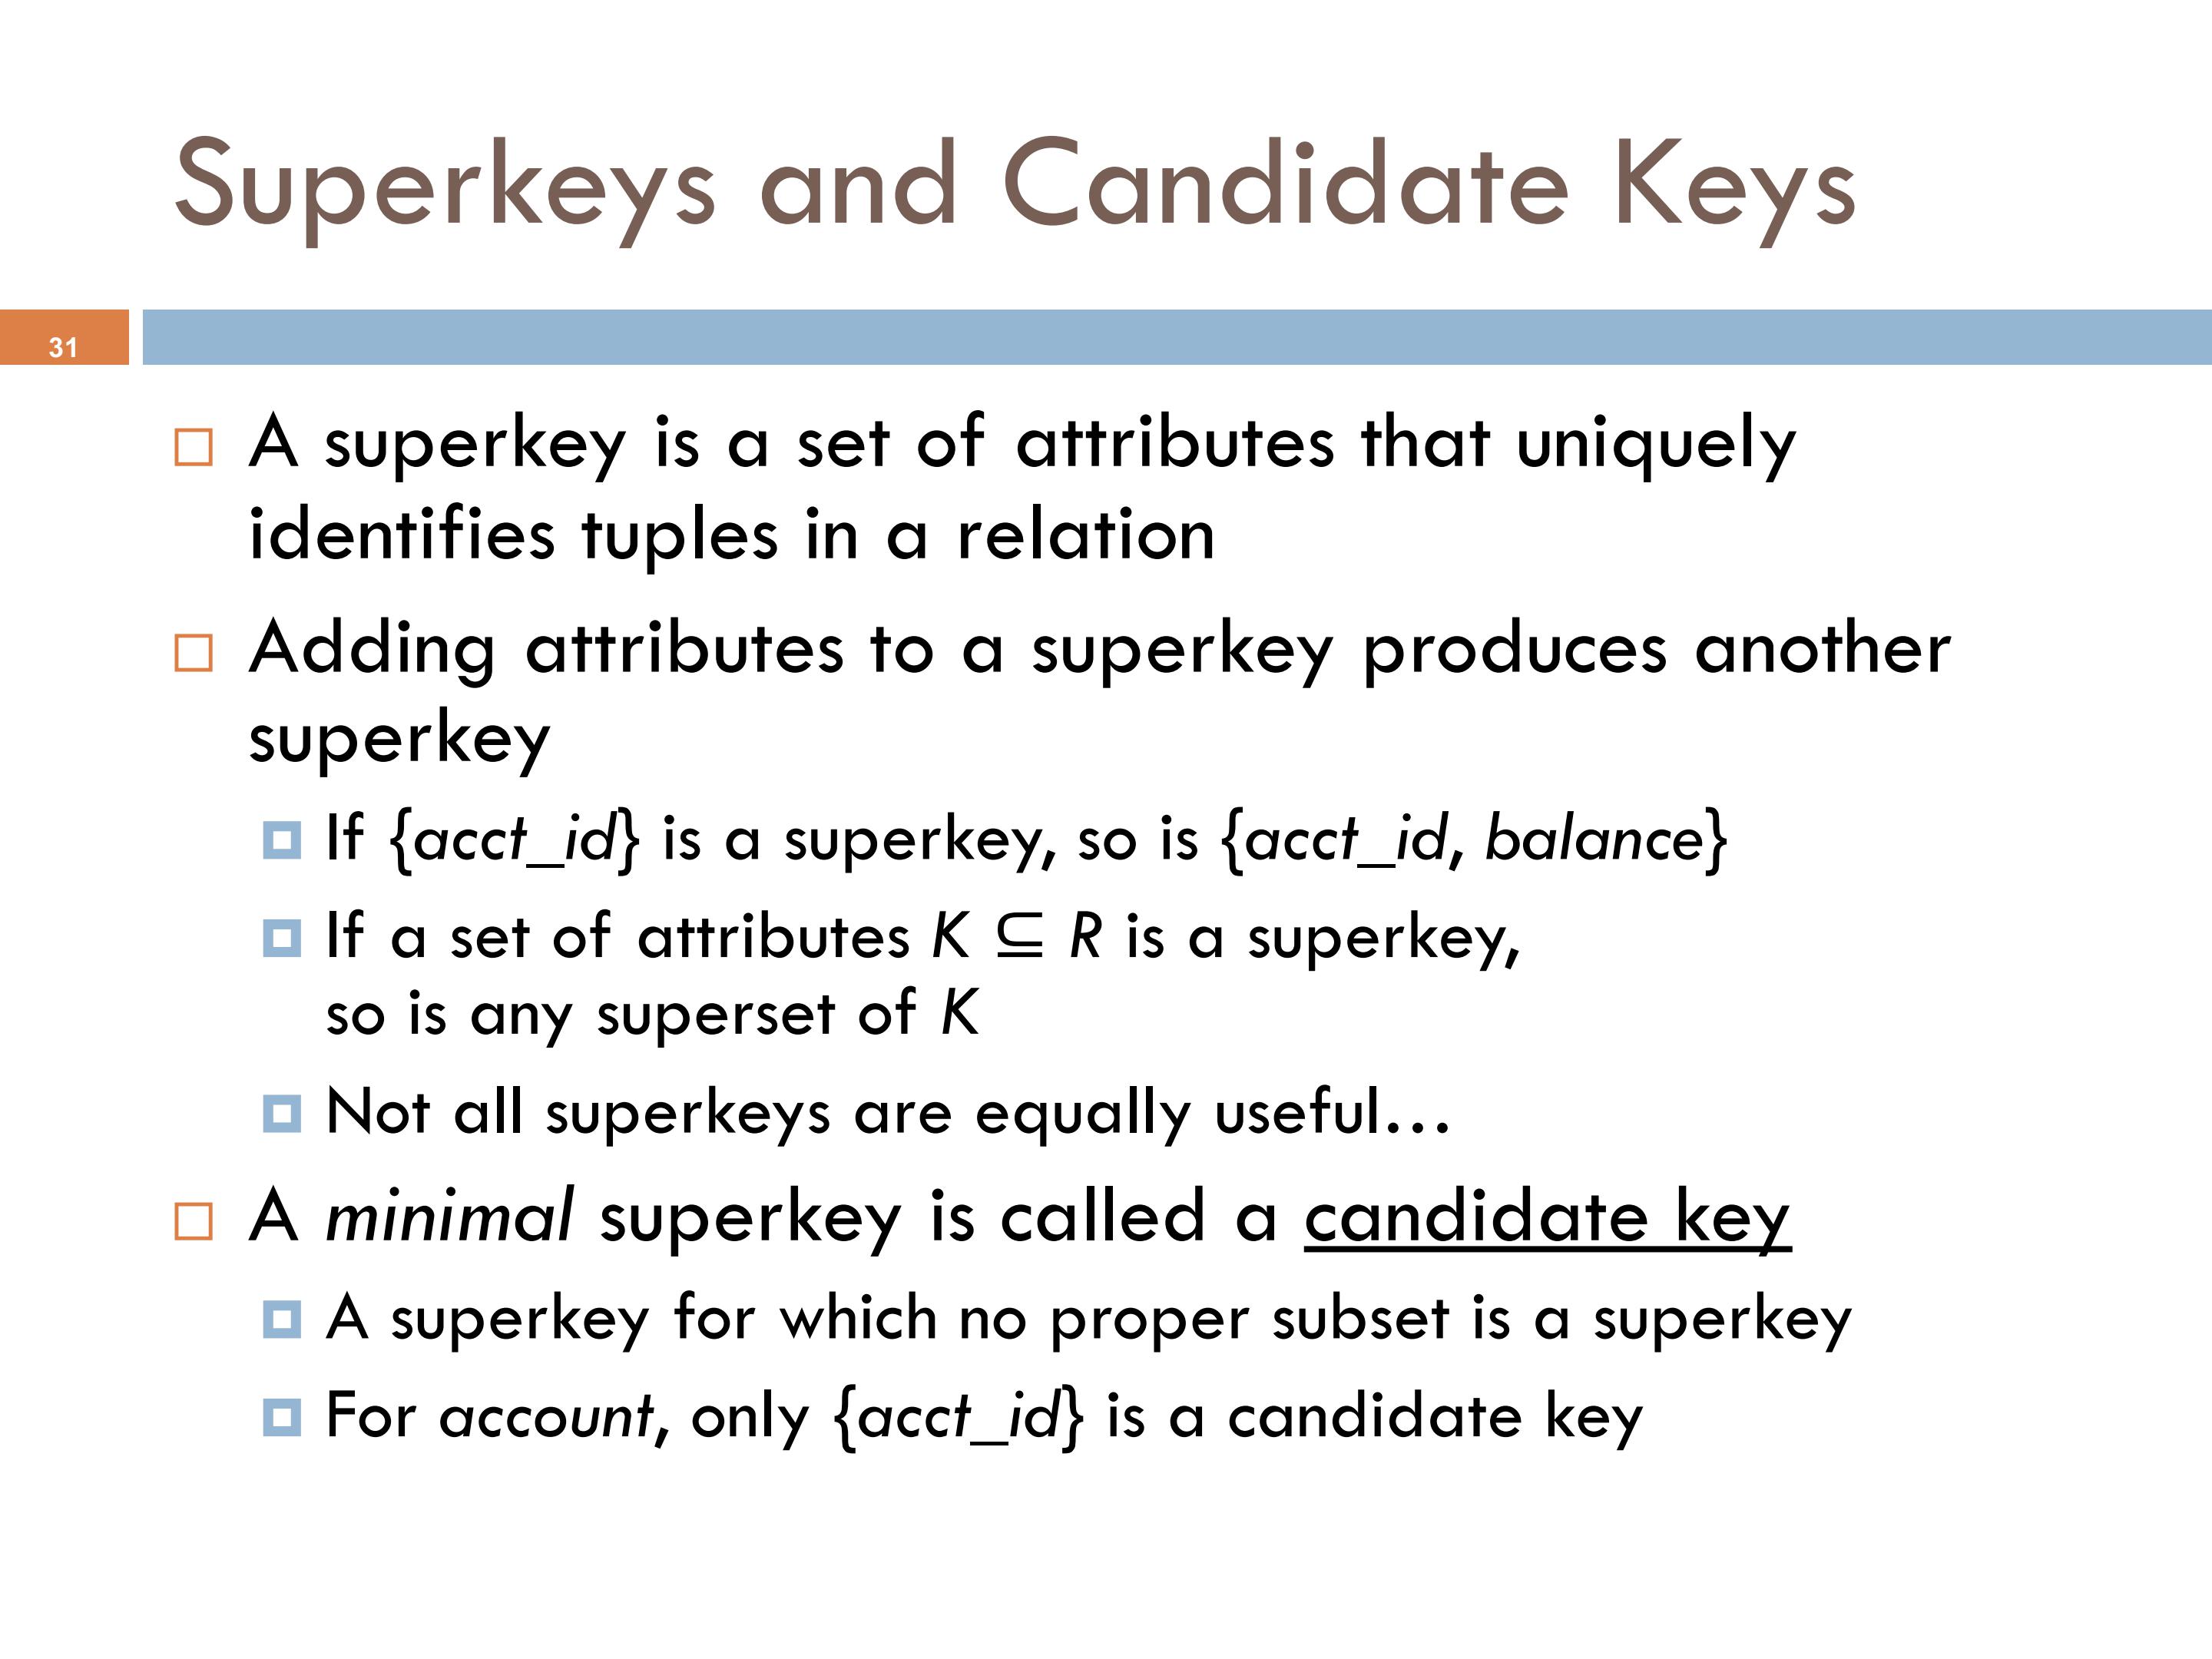 Superkeys and Candidate Keys
31
A superkey is a set of attributes that uniquely
identifies tuples in a relation
Adding attributes to a superkey produces another
superkey
If {acct_id} is a superkey, so is {acct_id, balance}
If a set of attributes K ⊆ R is a superkey,
so is any superset of K
Not all superkeys are equally useful…
A minimal superkey is called a candidate key
A superkey for which no proper subset is a superkey
For account, only {acct_id} is a candidate key